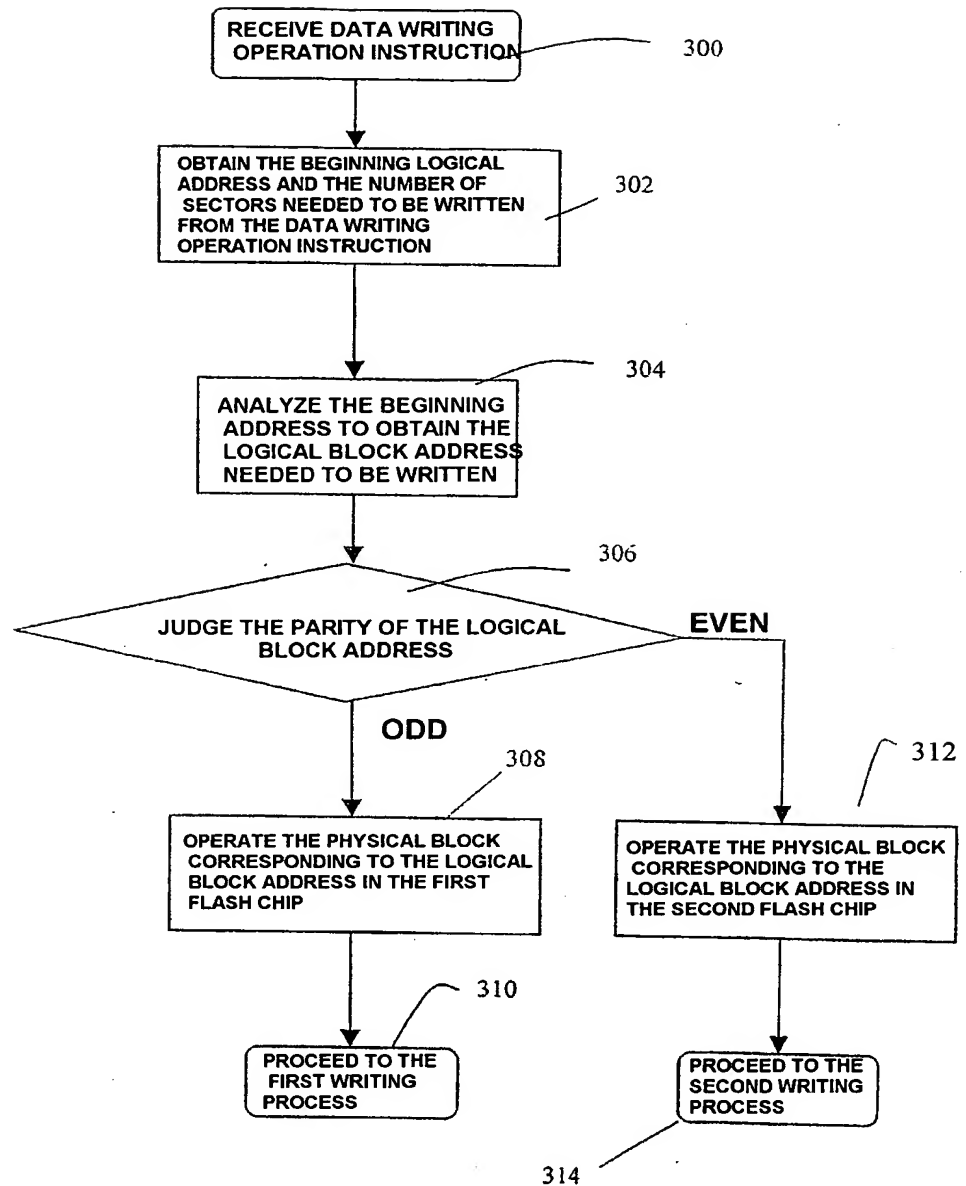 RECEIVE DATA WRITING
OPERATION INSTRUCTION
300
OBTAIN THE BEGINNING LOGICAL
ADDRESS AND THE NUMBER OF
SECTORS NEEDED TO BE WRITTEN
FROM THE DATA WRITING
OPERATION INSTRUCTION
302
304
ANALYZE THE BEGINNING
ADDRESS TO OBTAIN THE
LOGICAL BLOCK ADDRESS
NEEDED TO BE WRITTEN
306
JUDGE THE PARITY OF THE LOGICAL
BLOCK ADDRESS
EVEN
ODD
308
OPERATE THE PHYSICAL BLOCK
CORRESPONDING TO THE LOGICAL
BLOCK ADDRESS IN THE FIRST
FLASH CHIP
312
OPERATE THE PHYSICAL BLOCK
CORRESPONDING TO THE
LOGICAL BLOCK ADDRESS IN
THE SECOND FLASH CHIP
310
PROCEED TO THE
FIRST WRITING
PROCESS
PROCEED TO THE
SECOND WRITING
PROCESS
314